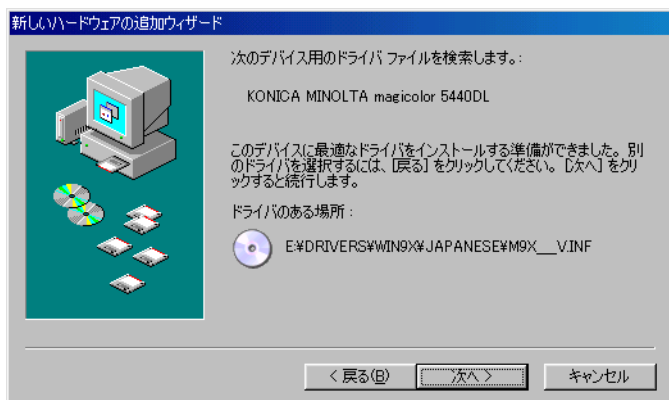 新しいハードウェアの追加ウィザード
次のデバイス用のドライバ ファイルを検索します。:
KONICA MINOLTA magicolor 5440DL
このデバイスに最適なドライバをインストールする準備ができました。別
のドライバを選択するには、[戻る] をクリックしてください。[次へ] をクリ
ックすると続行します。
ドライバのある場所 :
E:¥DRIVERS¥WIN9X¥JAPANESE¥M9X___V.INF
< 戻る(B)
次へ >
キャンセル